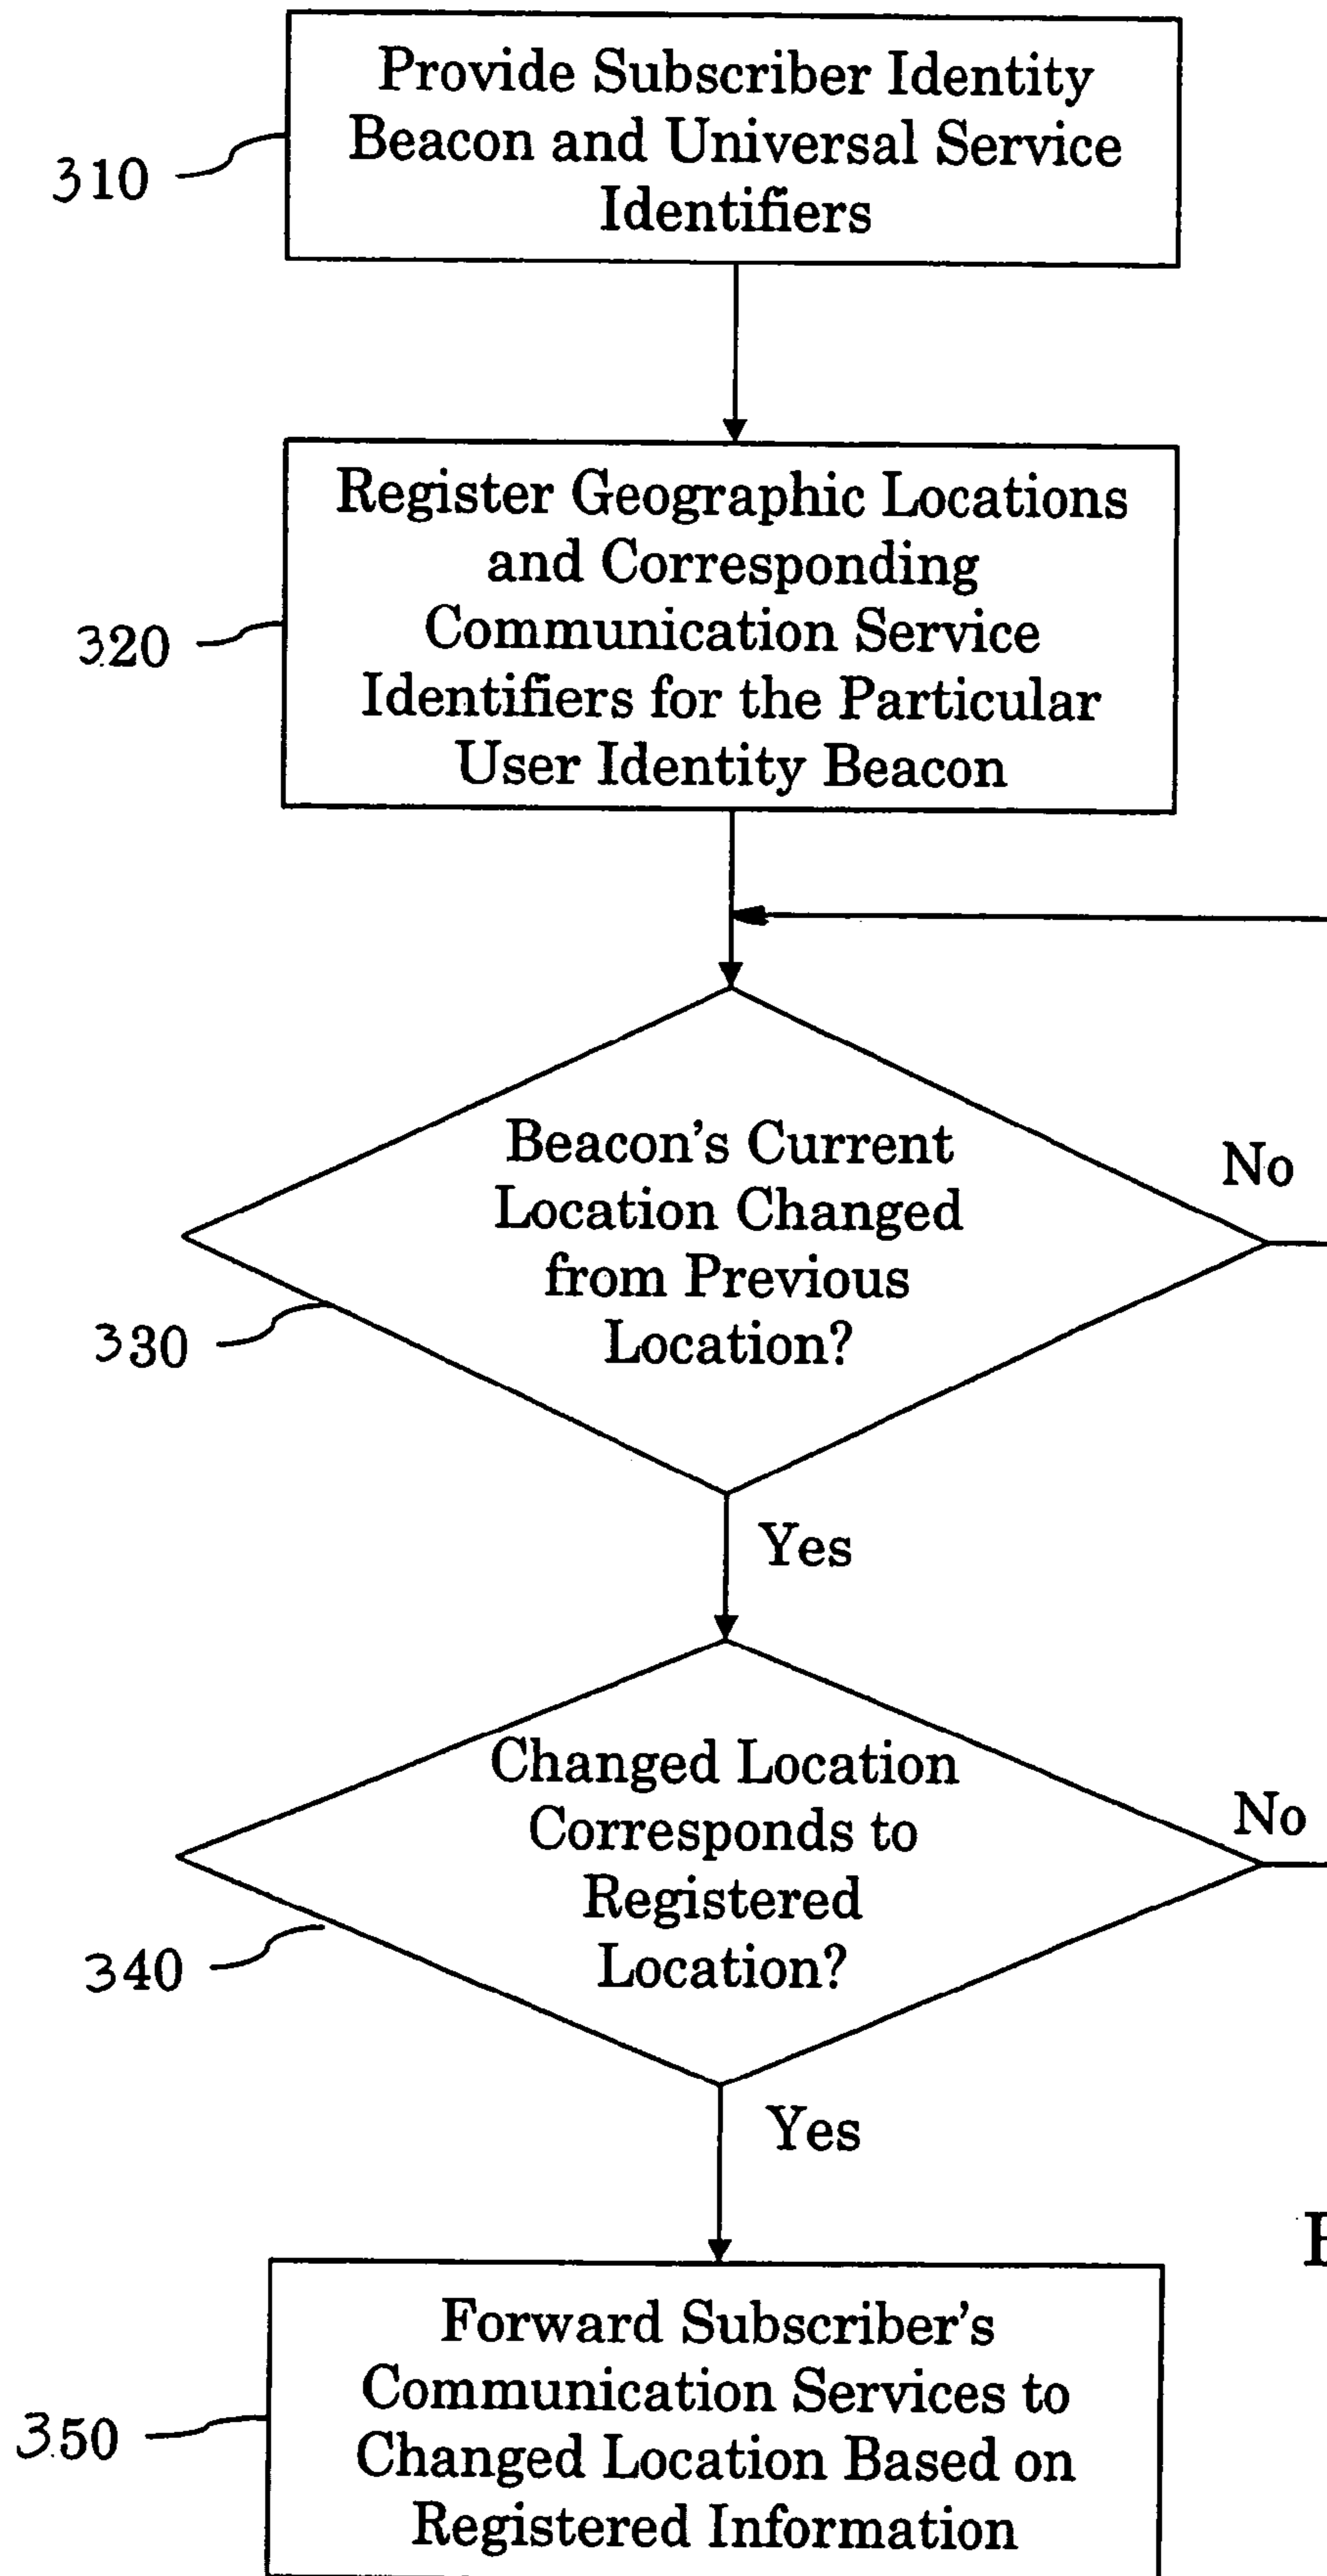 Provide Subscriber Identity
Beacon and Universal Service
Identifiers
310
Register Geographic Locations
and Corresponding
Communication Service
Identifiers for the Particular
User Identity Beacon
320
Beacon's Current
Location Changed
from Previous
Location?
No
330
Yes
Changed Location
Corresponds to
Registered
Location?
No
340
Yes
Forward Subscriber's
Communication Services to
Changed Location Based on
Registered Information
350